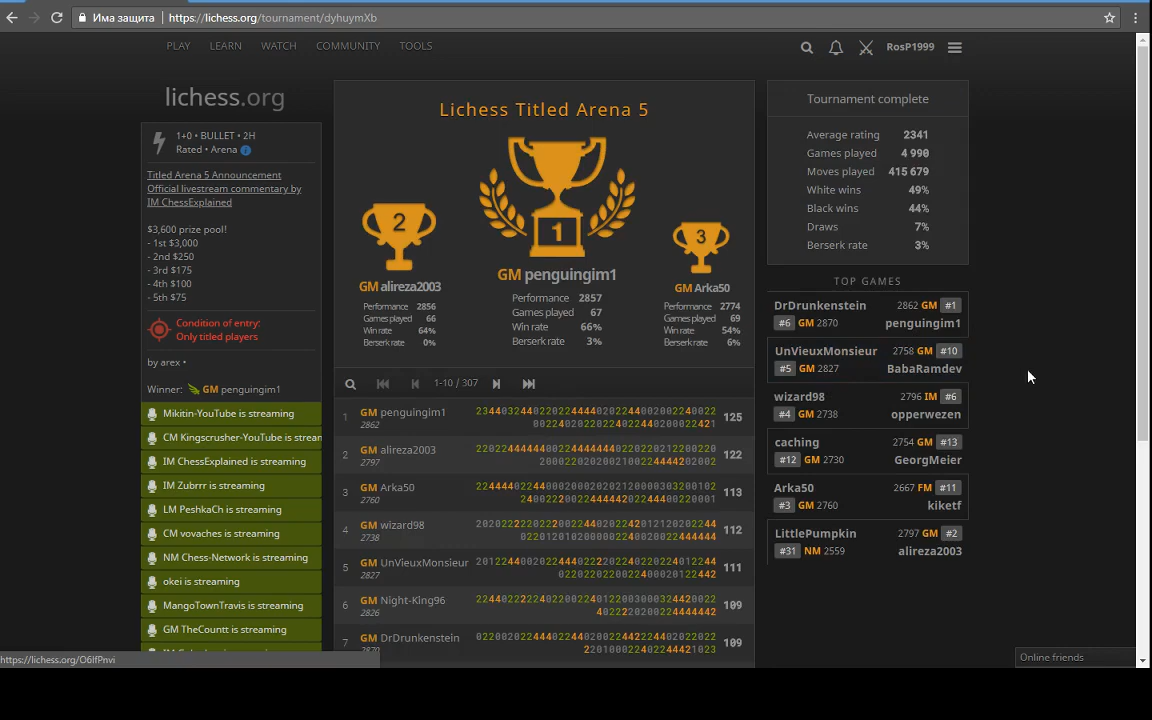 Има защита
https://lichess.org/tournament/dyhuymXb
PLAY LEARN WATCH COMMUNITY TOOLS
RosP1999
lichess.org
1+0 • BULLET • 2H
Rated • Arena
Titled Arena 5 Announcement
Official livestream commentary by
IM ChessExplained
$3,600 prize pool!
- 1st $3,000
- 2nd $250
- 3rd $175
- 4th $100
- 5th $75
Condition of entry:
Only titled players
by arex •
Winner: GM penguingim1
Mikitin-YouTube is streaming
CM Kingscrusher-YouTube is stream
IM ChessExplained is streaming
IM Zubrrr is streaming
LM PeshkaCh is streaming
CM vovaches is streaming
NM Chess-Network is streaming
okei is streaming
MangoTownTravis is streaming
GM TheCountt is streaming
https://lichess.org/O6IfPnvi
Lichess Titled Arena 5
2
1
3
GM alireza2003
Performance 2856
Games played 66
Win rate 64%
Berserk rate 0%
GM penguingim1
Performance 2857
Games played 67
Win rate 66%
Berserk rate 3%
GM Arka50
Performance 2774
Games played 69
Win rate 54%
Berserk rate 6%
1-10 / 307
1 GM penguingim1 125
2862
2 GM alireza2003 122
2797
3 GM Arka50 113
2760
4 GM wizard98 112
2738
5 GM UnVieuxMonsieur 111
2827
6 GM Night-King96 109
2826
7 GM DrDrunkenstein 109
2870
Tournament complete
Average rating 2341
Games played 4 990
Moves played 415 679
White wins 49%
Black wins 44%
Draws 7%
Berserk rate 3%
TOP GAMES
DrDrunkenstein 2862 GM #1
#6 GM 2870 penguingim1
UnVieuxMonsieur 2758 GM #10
#5 GM 2827 BabaRamdev
wizard98 2796 IM #6
#4 GM 2738 opperwezen
caching 2754 GM #13
#12 GM 2730 GeorgMeier
Arka50 2667 FM #11
#3 GM 2760 kiketf
LittlePumpkin 2797 GM #2
#31 NM 2559 alireza2003
Online friends